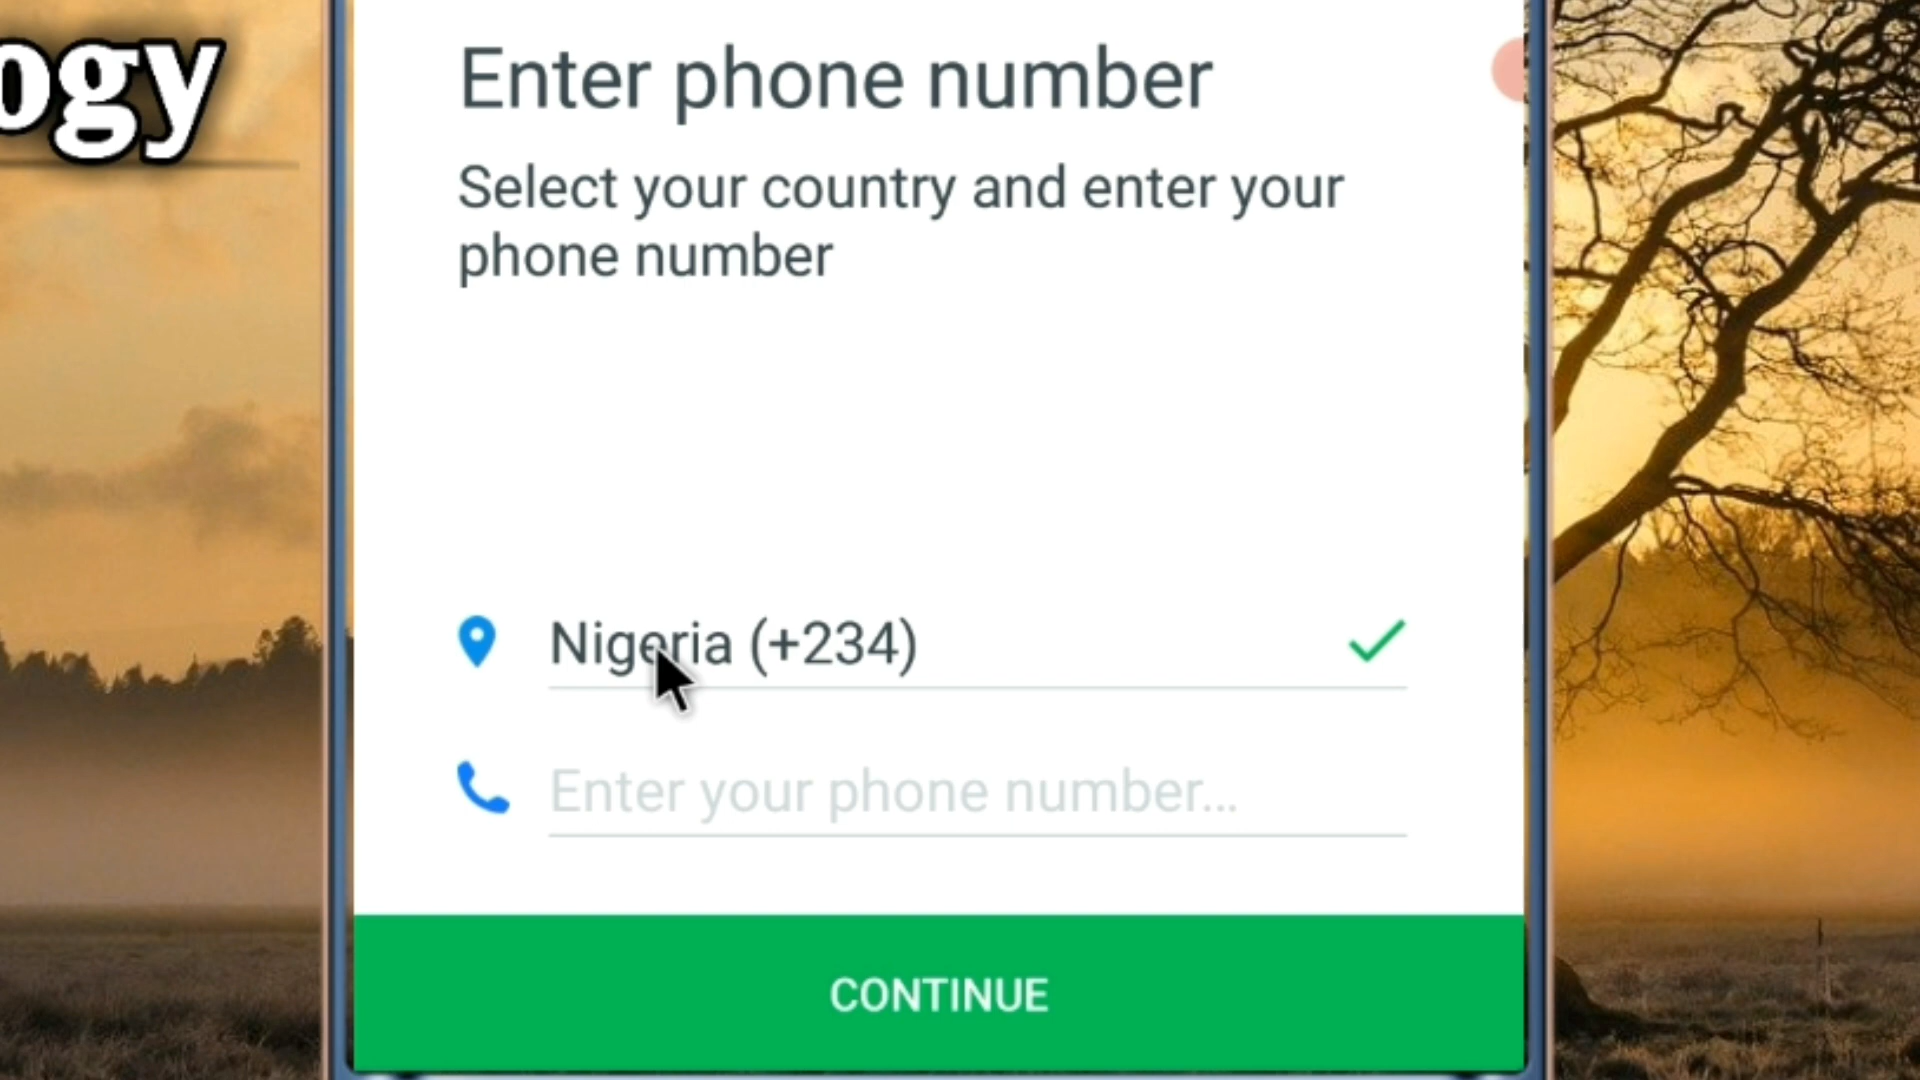 ogy
Enter phone number
Select your country and enter your
phone number
Nigeria (+234)
Enter your phone number...
CONTINUE